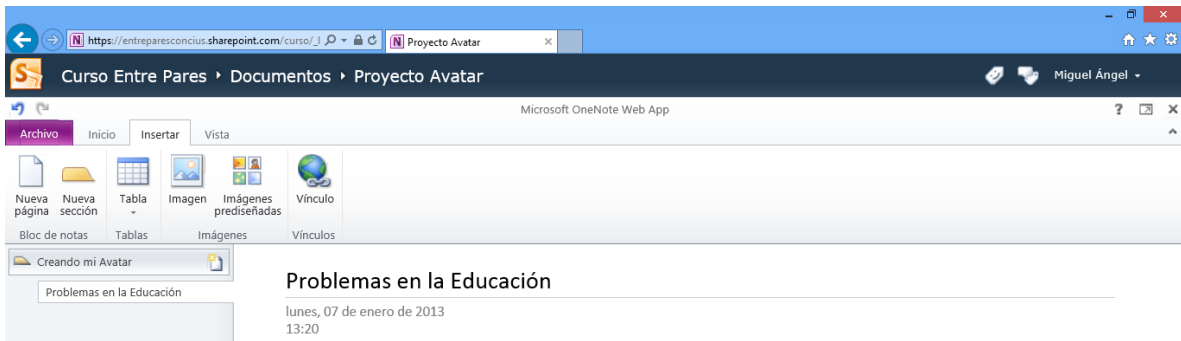 https://entreparesconcius.sharepoint.com/curso/_l
Proyecto Avatar
Curso Entre Pares ‣ Documentos ‣ Proyecto Avatar
Miguel Ángel
Microsoft OneNote Web App
Archivo Inicio Insertar Vista
Nueva página
Nueva sección
Tabla
Imagen
Imágenes prediseñadas
Vínculo
Bloc de notas Tablas Imágenes Vínculos
Creando mi Avatar
Problemas en la Educación
Problemas en la Educación
lunes, 07 de enero de 2013
13:20